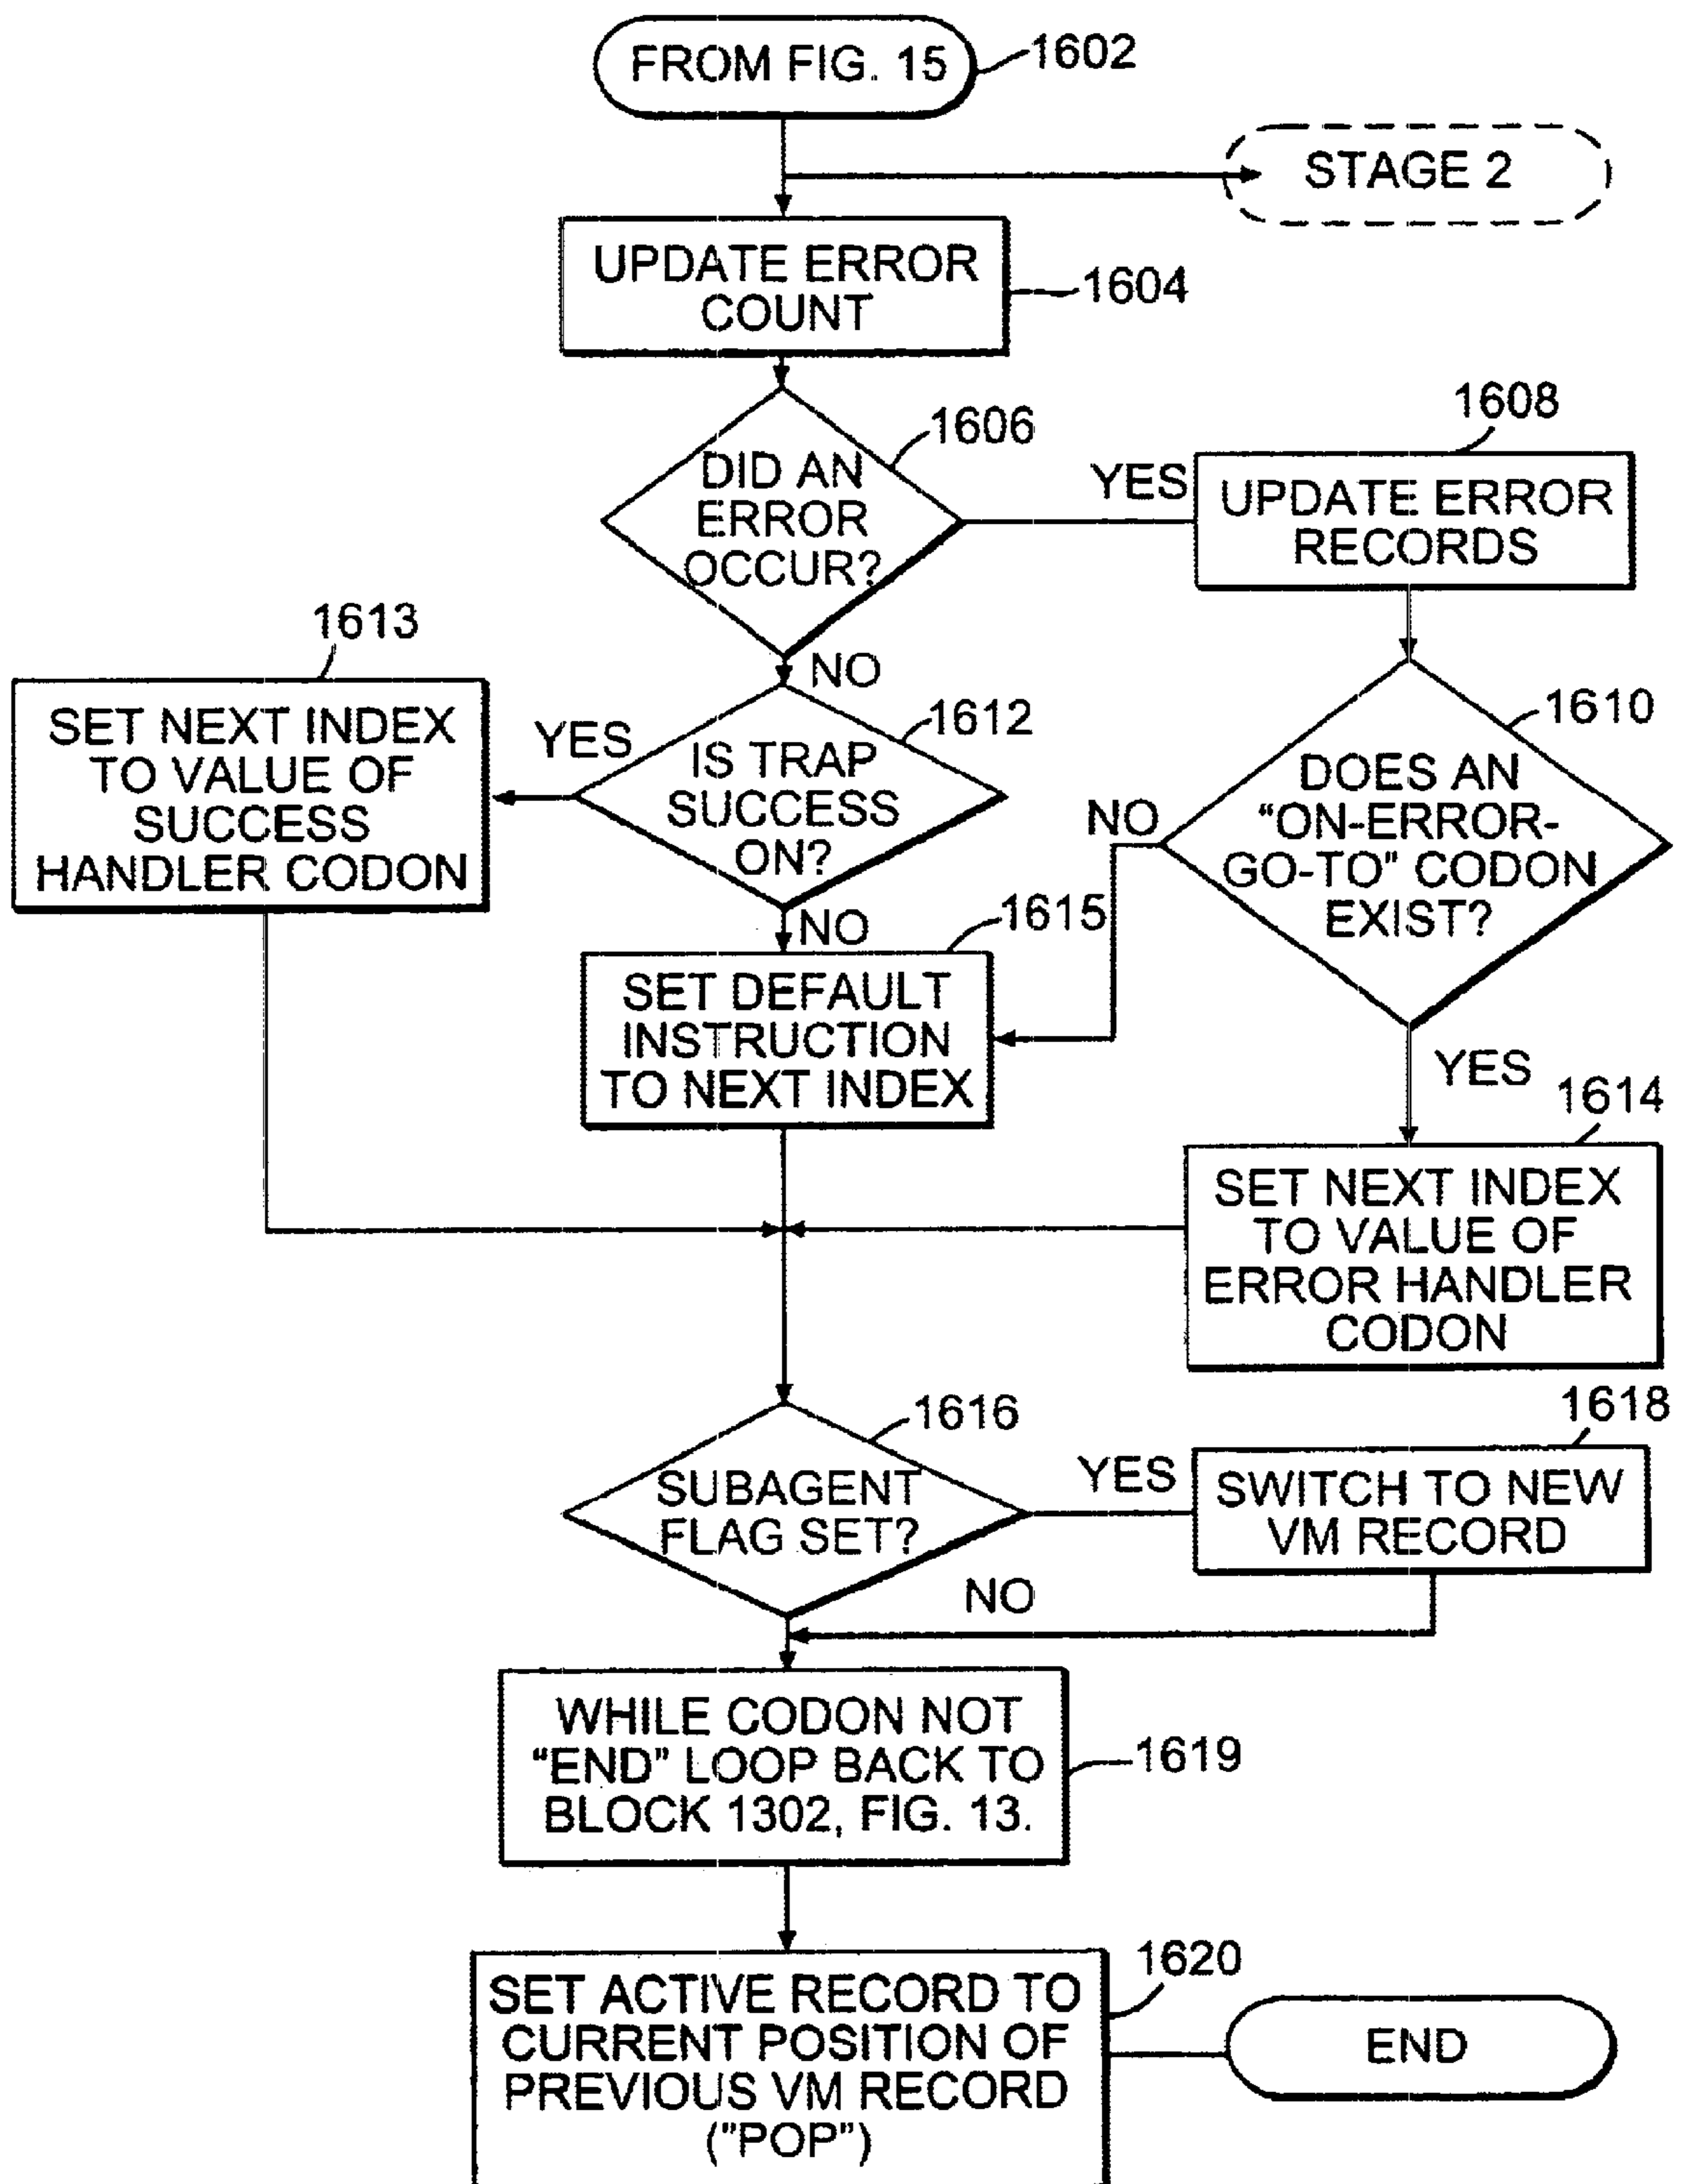 FROM FIG. 15
1602
STAGE 2
UPDATE ERROR
COUNT
1604
1606
DID AN
ERROR
OCCUR?
YES
1608
UPDATE ERROR
RECORDS
NO
1613
SET NEXT INDEX
TO VALUE OF
SUCCESS
HANDLER CODON
YES
1612
IS TRAP
SUCCESS
ON?
NO
1610
DOES AN
“ON-ERROR-
GO-TO” CODON
EXIST?
NO
YES
1615
SET DEFAULT
INSTRUCTION
TO NEXT INDEX
1614
SET NEXT INDEX
TO VALUE OF
ERROR HANDLER
CODON
1616
SUBAGENT
FLAG SET?
YES
1618
SWITCH TO NEW
VM RECORD
NO
WHILE CODON NOT
“END” LOOP BACK TO
BLOCK 1302, FIG. 13.
1619
SET ACTIVE RECORD TO
CURRENT POSITION OF
PREVIOUS VM RECORD
("POP")
1620
END